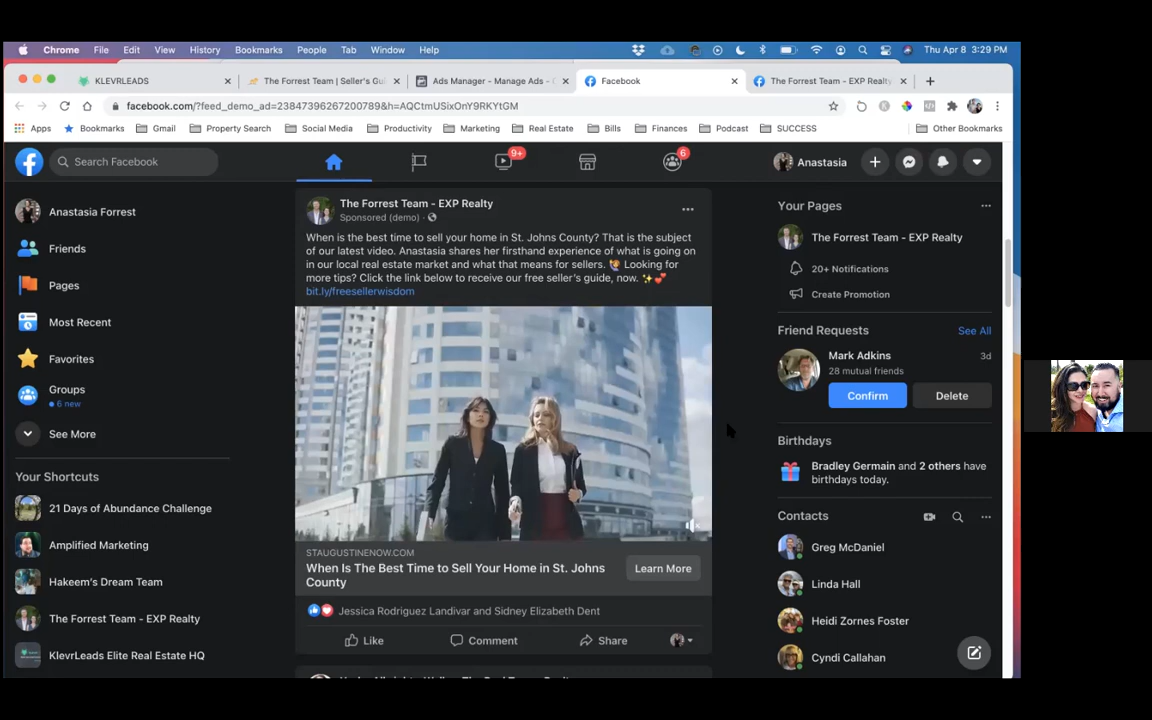 Chrome File Edit View History Bookmarks People Tab Window Help
Thu Apr 8 3:29 PM
KLEVRLEADS
The Forrest Team | Seller's Gui
Ads Manager - Manage Ads -
Facebook
The Forrest Team - EXP Realty
facebook.com/?feed_demo_ad=23847396267200789&h=AQCtmUSixOnY9RKYtGM
Apps Bookmarks Gmail Property Search Social Media Productivity Marketing Real Estate Bills Finances Podcast SUCCESS Other Bookmarks
Search Facebook
9+
6
Anastasia
Anastasia Forrest
Friends
Pages
Most Recent
Favorites
Groups
6 new
See More
Your Shortcuts
21 Days of Abundance Challenge
Amplified Marketing
Hakeem's Dream Team
The Forrest Team - EXP Realty
KlevrLeads Elite Real Estate HQ
The Forrest Team - EXP Realty
Sponsored (demo) ·
When is the best time to sell your home in St. Johns County? That is the subject
of our latest video. Anastasia shares her firsthand experience of what is going on
in our local real estate market and what that means for sellers. 🙋 Looking for
more tips? Click the link below to receive our free seller's guide, now. ✨💕
bit.ly/freesellerwisdom
STAUGUSTINENOW.COM
When Is The Best Time to Sell Your Home in St. Johns
County
Learn More
Jessica Rodriguez Landivar and Sidney Elizabeth Dent
Like Comment Share
Your Pages
The Forrest Team - EXP Realty
20+ Notifications
Create Promotion
Friend Requests
See All
Mark Adkins
3d
28 mutual friends
Confirm
Delete
Birthdays
Bradley Germain and 2 others have
birthdays today.
Contacts
Greg McDaniel
Linda Hall
Heidi Zornes Foster
Cyndi Callahan